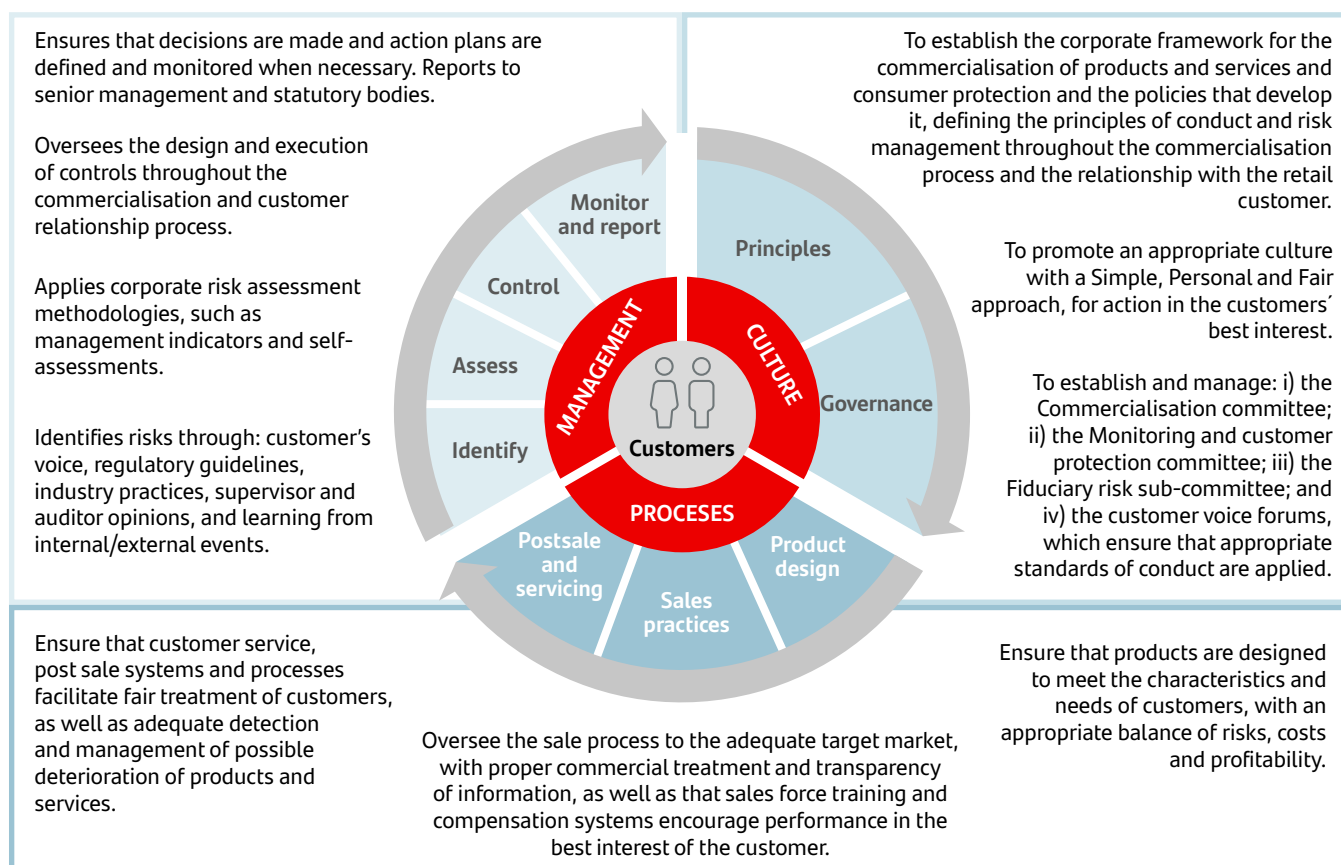 Ensures that decisions are made and action plans are
defined and monitored when necessary. Reports to
senior management and statutory bodies.
Oversees the design and execution
of controls throughout the
commercialisation and customer
relationship process.
Applies corporate risk assessment
methodologies, such as
management indicators and self-
assessments.
Identifies risks through: customer’s
voice, regulatory guidelines,
industry practices, supervisor and
auditor opinions, and learning from
internal/external events.
To establish the corporate framework for the
commercialisation of products and services and
consumer protection and the policies that develop
it, defining the principles of conduct and risk
management throughout the commercialisation
process and the relationship with the retail
customer.
To promote an appropriate culture
with a Simple, Personal and Fair
approach, for action in the customers´
best interest.
To establish and manage: i) the
Commercialisation committee;
ii) the Monitoring and customer
protection committee; iii) the
Fiduciary risk sub-committee; and
iv) the customer voice forums,
which ensure that appropriate
standards of conduct are applied.
Monitor
and report
Control
Assess
Identify
Principles
Governance
MANAGEMENT
CULTURE
Customers
PROCESES
Postsale
and
servicing
Sales
practices
Product
design
Ensure that customer service,
post sale systems and processes
facilitate fair treatment of customers,
as well as adequate detection
and management of possible
deterioration of products and
services.
Oversee the sale process to the adequate target market,
with proper commercial treatment and transparency
of information, as well as that sales force training and
compensation systems encourage performance in the
best interest of the customer.
Ensure that products are designed
to meet the characteristics and
needs of customers, with an
appropriate balance of risks, costs
and profitability.